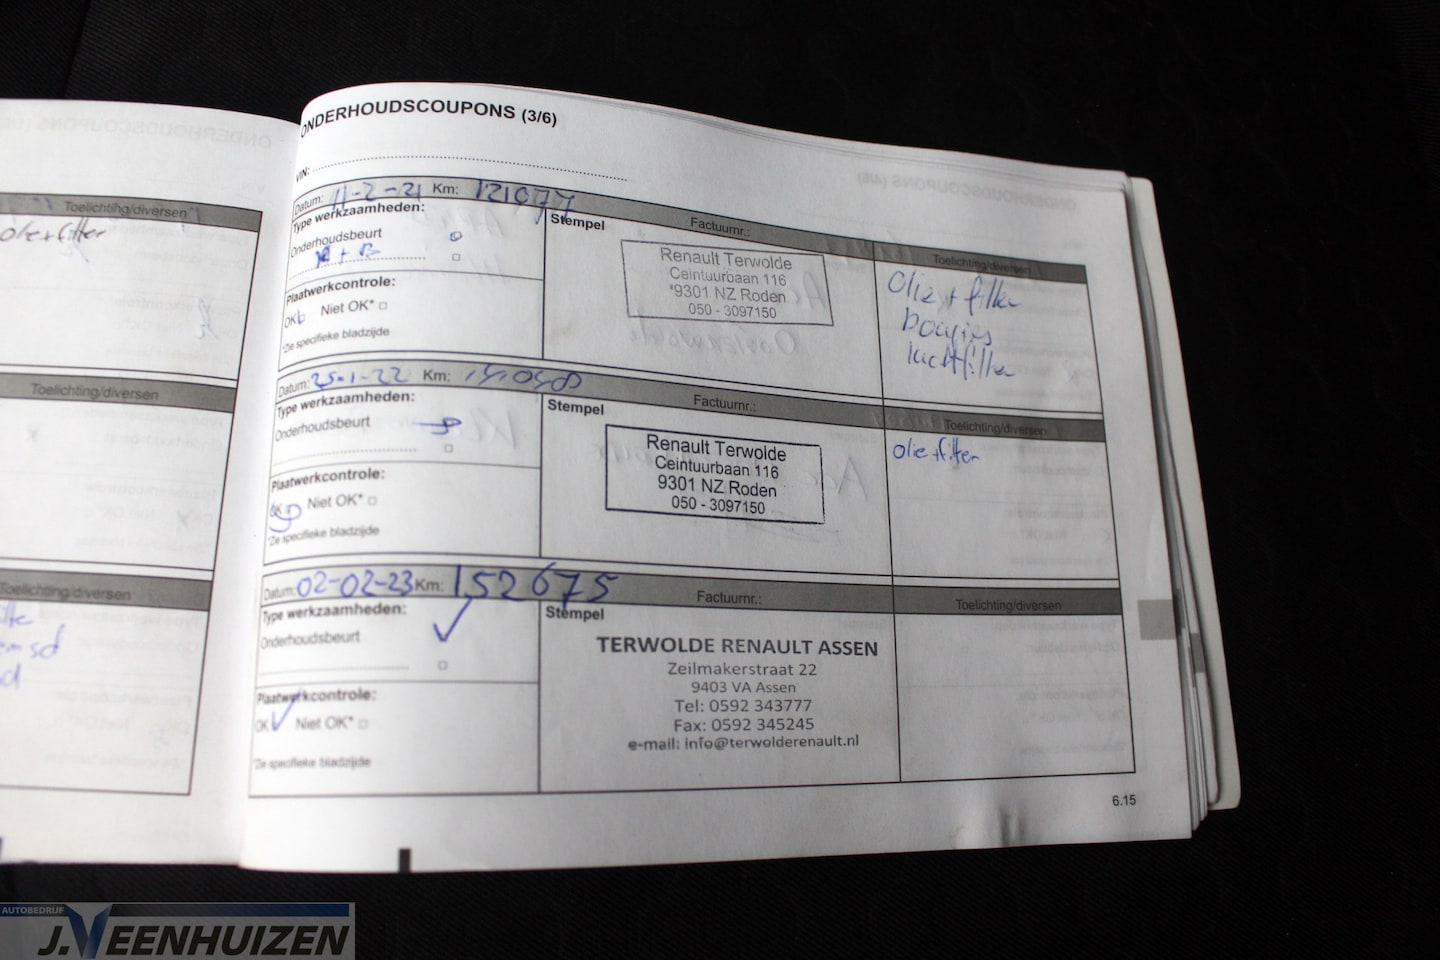 Toelichting/diversen
olie+filter
Toelichting/diversen
Toelichting/diversen
ONDERHOUDSCOUPONS (3/6)
VIN:
Datum: 11-2-21 Km: 121077
Type werkzaamheden:
Onderhoudsbeurt
Plaatwerkcontrole:
OK Niet OK*
*Zie specifieke bladzijde
Stempel
Factuurnr.:
Renault Terwolde
Ceintuurbaan 116
9301 NZ Roden
050 - 3097150
Toelichting/diversen
Olie + filter
bougies
luchtfilter
Datum: 25-1-22 Km:
Type werkzaamheden:
Onderhoudsbeurt
Plaatwerkcontrole:
OK Niet OK*
*Zie specifieke bladzijde
Stempel
Factuurnr.:
Renault Terwolde
Ceintuurbaan 116
9301 NZ Roden
050 - 3097150
Toelichting/diversen
olie+filter
Datum: 02-02-23 Km: 152675
Type werkzaamheden:
Onderhoudsbeurt
Plaatwerkcontrole:
OK Niet OK*
*Zie specifieke bladzijde
Stempel
Factuurnr.:
TERWOLDE RENAULT ASSEN
Zeilmakerstraat 22
9403 VA Assen
Tel: 0592 343777
Fax: 0592 345245
e-mail: info@terwolderenault.nl
Toelichting/diversen
6.15
AUTOBEDRIJF
J.VEENHUIZEN